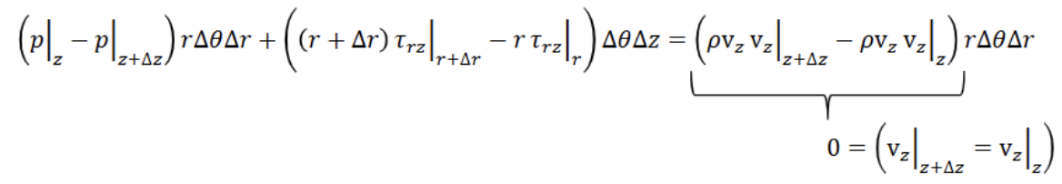 (p|_z − p|_{z+Δz}) rΔθΔr + ((r + Δr) τ_{rz}|_{r+Δr} − r τ_{rz}|_r) ΔθΔz = (ρv_z v_z|_{z+Δz} − ρv_z v_z|_z) rΔθΔr
0 = (v_z|_{z+Δz} = v_z|_z)